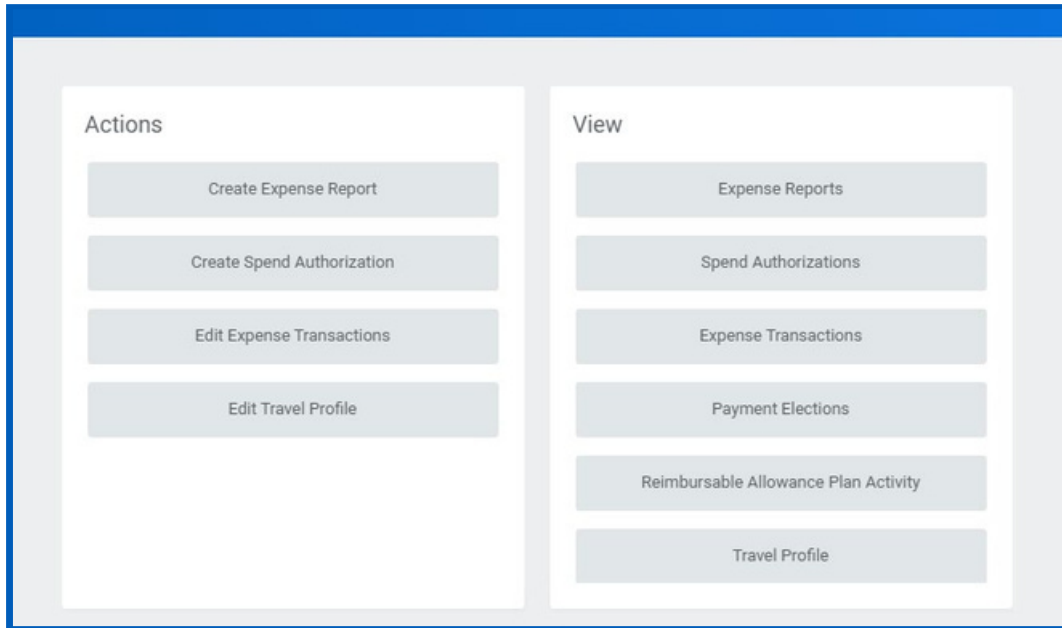 Actions
Create Expense Report
Create Spend Authorization
Edit Expense Transactions
Edit Travel Profile
View
Expense Reports
Spend Authorizations
Expense Transactions
Payment Elections
Reimbursable Allowance Plan Activity
Travel Profile